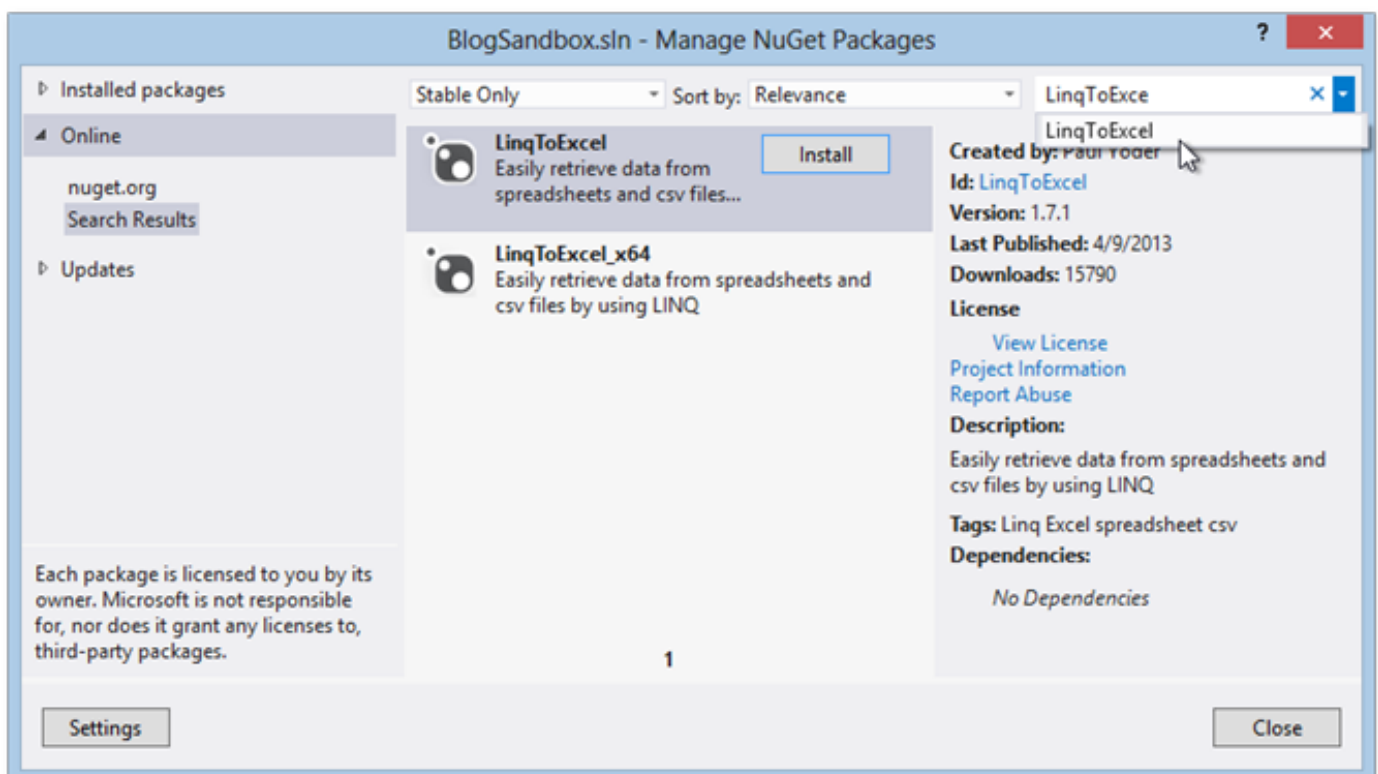 BlogSandbox.sln - Manage NuGet Packages
?
Installed packages
Online
nuget.org
Search Results
Updates
Each package is licensed to you by its
owner. Microsoft is not responsible
for, nor does it grant any licenses to,
third-party packages.
Stable Only
Sort by: Relevance
LinqToExce
LinqToExcel
LinqToExcel
Easily retrieve data from
spreadsheets and csv files...
Install
LinqToExcel_x64
Easily retrieve data from spreadsheets and
csv files by using LINQ
1
Created by: Paul Yoder
Id: LinqToExcel
Version: 1.7.1
Last Published: 4/9/2013
Downloads: 15790
License
View License
Project Information
Report Abuse
Description:
Easily retrieve data from spreadsheets and
csv files by using LINQ
Tags: Linq Excel spreadsheet csv
Dependencies:
No Dependencies
Settings
Close